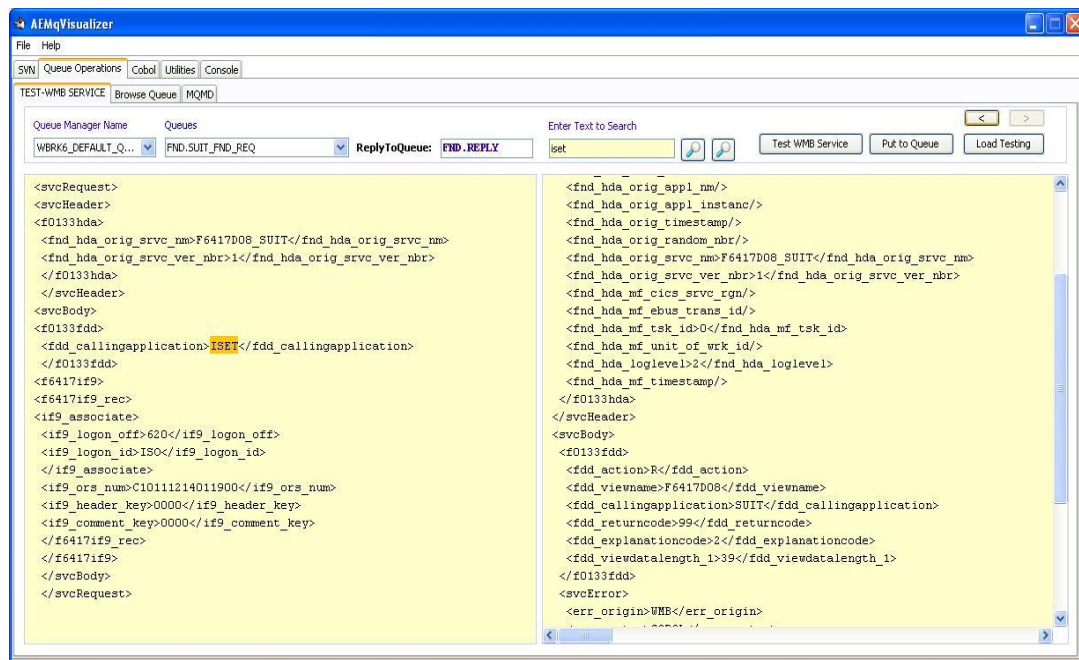 AEMqVisualizer
File Help
SVN Queue Operations Cobol Utilities Console
TEST-WMB SERVICE Browse Queue MQMD
Queue Manager Name Queues Enter Text to Search < >
WBRK6_DEFAULT_Q... FND.SUIT_FND_REQ ReplyToQueue: FND.REPLY iset Test WMB Service Put to Queue Load Testing
<svcRequest>
<svcHeader>
<f0133hda>
<fnd_hda_orig_srvc_nm>F6417D08_SUIT</fnd_hda_orig_srvc_nm>
<fnd_hda_orig_srvc_ver_nbr>1</fnd_hda_orig_srvc_ver_nbr>
</f0133hda>
</svcHeader>
<svcBody>
<f0133fdd>
<fdd_callingapplication>ISET</fdd_callingapplication>
</f0133fdd>
<f6417if9>
<f6417if9_rec>
<if9_associate>
<if9_logon_off>620</if9_logon_off>
<if9_logon_id>ISO</if9_logon_id>
</if9_associate>
<if9_ors_num>C10111214011900</if9_ors_num>
<if9_header_key>0000</if9_header_key>
<if9_comment_key>0000</if9_comment_key>
</f6417if9_rec>
</f6417if9>
</svcBody>
</svcRequest>
<fnd_hda_orig_appl_nm/>
<fnd_hda_orig_appl_instanc/>
<fnd_hda_orig_timestamp/>
<fnd_hda_orig_random_nbr/>
<fnd_hda_orig_srvc_nm>F6417D08_SUIT</fnd_hda_orig_srvc_nm>
<fnd_hda_orig_srvc_ver_nbr>1</fnd_hda_orig_srvc_ver_nbr>
<fnd_hda_mf_cics_srvc_rgn/>
<fnd_hda_mf_ebus_trans_id/>
<fnd_hda_mf_tsk_id>0</fnd_hda_mf_tsk_id>
<fnd_hda_mf_unit_of_wrk_id/>
<fnd_hda_loglevel>2</fnd_hda_loglevel>
<fnd_hda_mf_timestamp/>
</f0133hda>
</svcHeader>
<svcBody>
<f0133fdd>
<fdd_action>R</fdd_action>
<fdd_viewname>F6417D08</fdd_viewname>
<fdd_callingapplication>SUIT</fdd_callingapplication>
<fdd_returncode>99</fdd_returncode>
<fdd_explanationcode>2</fdd_explanationcode>
<fdd_viewdatalength_1>39</fdd_viewdatalength_1>
</f0133fdd>
<svcError>
<err_origin>WMB</err_origin>